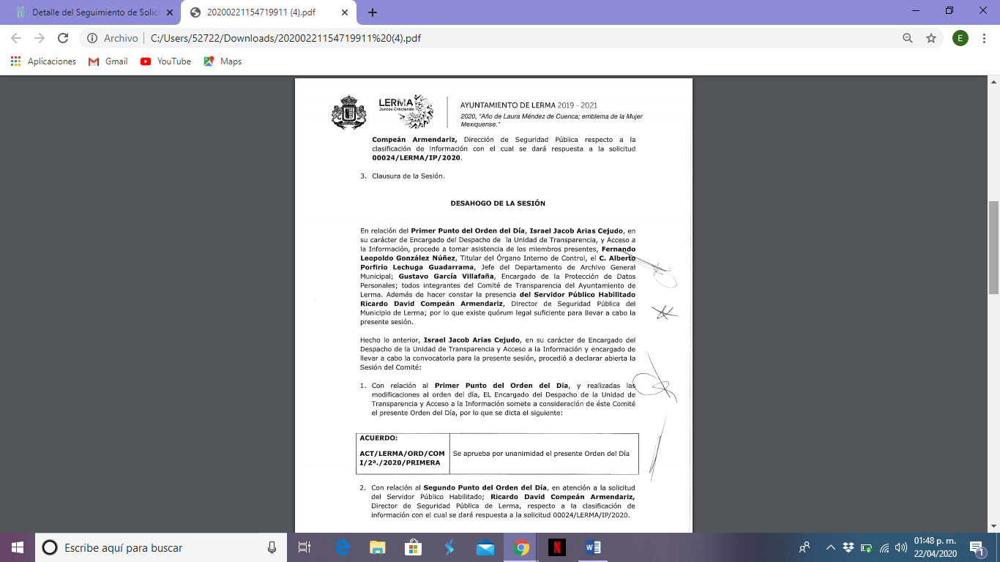 Detalle del Seguimiento de Solici
20200221154719911 (4).pdf
Archivo
C:/Users/52722/Downloads/20200221154719911%20(4).pdf
E
Aplicaciones
Gmail
YouTube
Maps
LERMA
Juntos Creciendo
AYUNTAMIENTO DE LERMA 2019 - 2021
2020, "Año de Laura Méndez de Cuenca; emblema de la Mujer
Mexiquense."
Compeán Armendariz, Dirección de Seguridad Pública respecto a la
clasificación de Información con el cual se dará respuesta a la solicitud
00024/LERMA/IP/2020.
3. Clausura de la Sesión.
DESAHOGO DE LA SESIÓN
En relación del Primer Punto del Orden del Día, Israel Jacob Arias Cejudo, en
su carácter de Encargado del Despacho de la Unidad de Transparencia, y Acceso a
la Información, procede a tomar asistencia de los miembros presentes, Fernando
Leopoldo González Núñez, Titular del Órgano Interno de Control, el C. Alberto
Porfirio Lechuga Guadarrama, Jefe del Departamento de Archivo General
Municipal; Gustavo García Villafaña, Encargado de la Protección de Datos
Personales; todos integrantes del Comité de Transparencia del Ayuntamiento de
Lerma. Además de hacer constar la presencia del Servidor Público Habilitado
Ricardo David Compeán Armendariz, Director de Seguridad Pública del
Municipio de Lerma; por lo que existe quórum legal suficiente para llevar a cabo la
presente sesión.
Hecho lo anterior, Israel Jacob Arias Cejudo, en su carácter de Encargado del
Despacho de la Unidad de Transparencia y Acceso a la Información y encargado de
llevar a cabo la convocatoria para la presente sesión, procedió a declarar abierta la
Sesión del Comité:
1. Con relación al Primer Punto del Orden del Día, y realizadas las
modificaciones al orden del día, EL Encargado del Despacho de la Unidad de
Transparencia y Acceso a la Información somete a consideración de éste Comité
el presente Orden del Día, por lo que se dicta el siguiente:
ACUERDO:
ACT/LERMA/ORD/COM
I/2ª./2020/PRIMERA
Se aprueba por unanimidad el presente Orden del Día
2. Con relación al Segundo Punto del Orden del Día, en atención a la solicitud
del Servidor Público Habilitado; Ricardo David Compeán Armendariz,
Director de Seguridad Pública de Lerma, respecto a la clasificación de
información con el cual se dará respuesta a la solicitud 00024/LERMA/IP/2020.
Escribe aquí para buscar
01:48 p. m.
22/04/2020
1